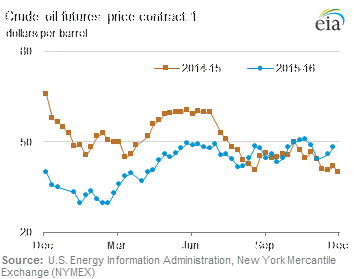 Crude oil futures price contract 1
dollars per barrel
eia
80
2014-15
2015-16
50
20
Dec
Mar
Jun
Sep
Dec
Source: U.S. Energy Information Administration, New York Mercantile
Exchange (NYMEX)